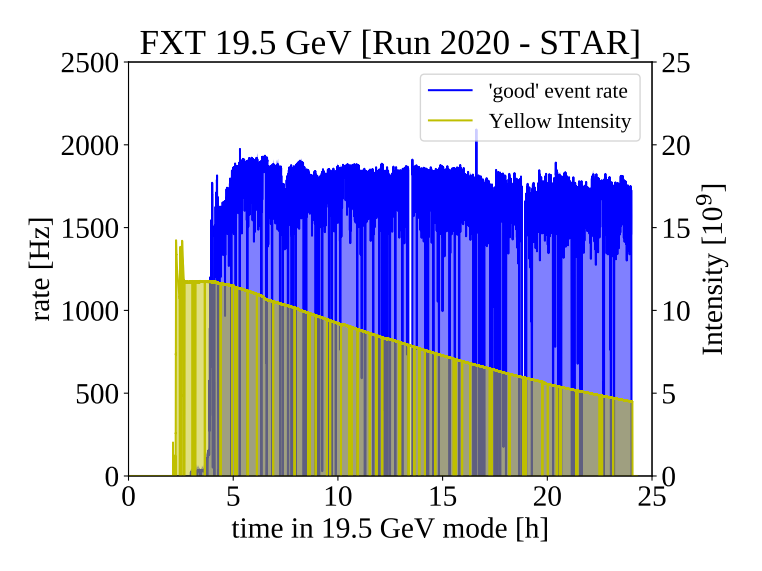 FXT 19.5 GeV [Run 2020 - STAR]
2500
2000
1500
1000
500
0
rate [Hz]
'good' event rate
Yellow Intensity
25
20
15
10
5
0
Intensity [10⁹]
0 5 10 15 20 25
time in 19.5 GeV mode [h]